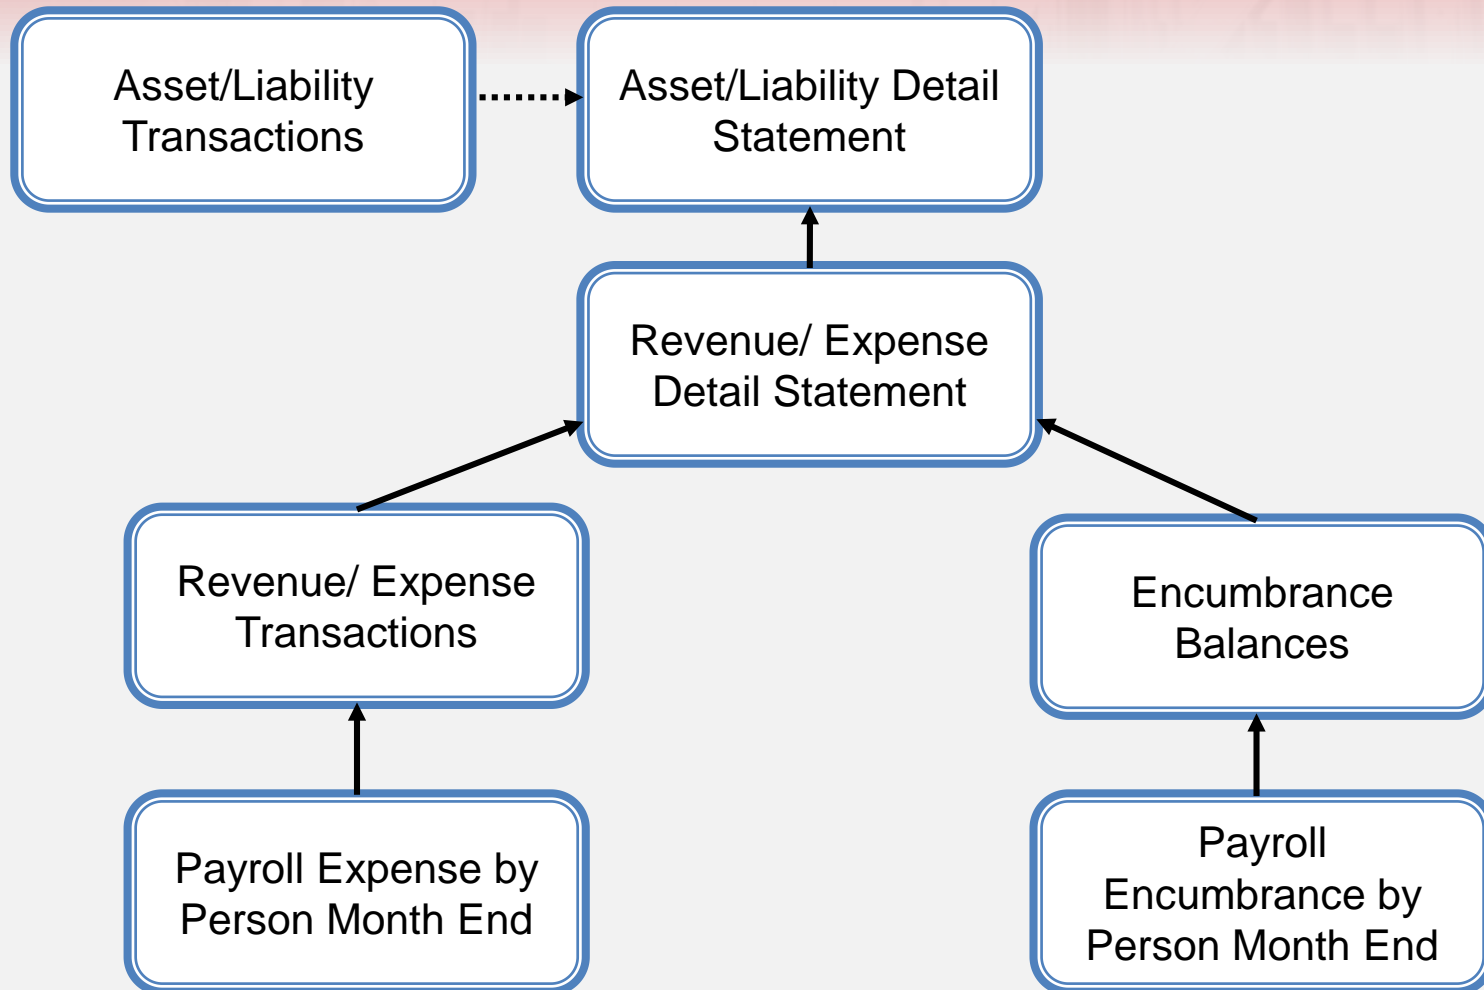 Asset/Liability
Transactions
Asset/Liability Detail
Statement
Revenue/ Expense
Detail Statement
Revenue/ Expense
Transactions
Encumbrance
Balances
Payroll Expense by
Person Month End
Payroll
Encumbrance by
Person Month End